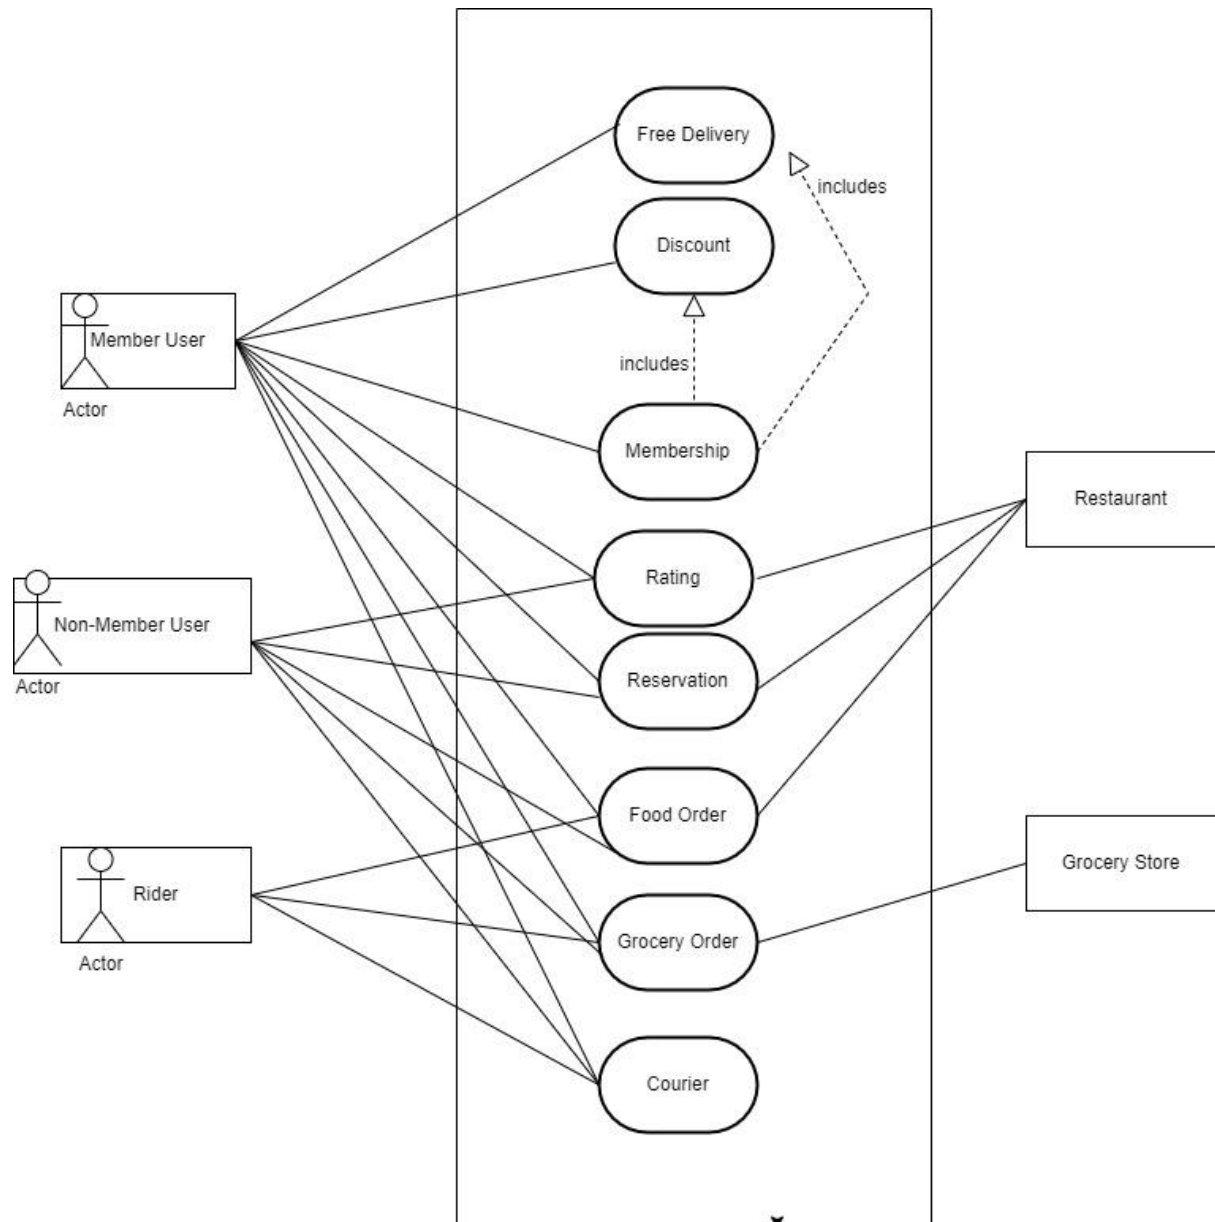 Free Delivery
includes
Discount
Member User
Actor
includes
Membership
Restaurant
Rating
Non-Member User
Actor
Reservation
Food Order
Grocery Store
Rider
Actor
Grocery Order
Courier